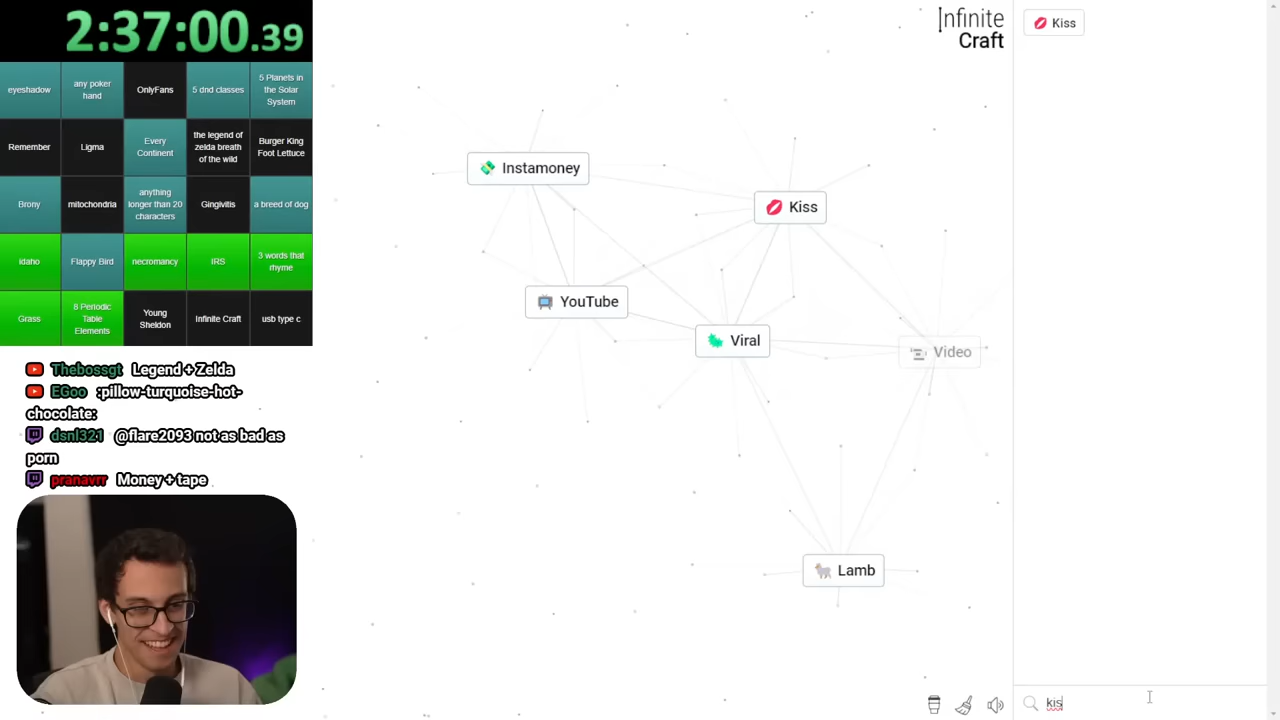 2:37:00.39
eyeshadow
any poker
hand
OnlyFans
5 dnd classes
5 Planets in
the Solar
System
Remember
Ligma
Every
Continent
the legend of
zelda breath
of the wild
Burger King
Foot Lettuce
Brony
mitochondria
anything
longer than 20
characters
Gingivitis
a breed of dog
idaho
Flappy Bird
necromancy
IRS
3 words that
rhyme
Grass
8 Periodic
Table
Elements
Young
Sheldon
Infinite Craft
usb type c
Thebossgt Legend + Zelda
EGoo :pillow-turquoise-hot-
chocolate:
dsnl321 @flare2093 not as bad as
porn
pranavrr Money + tape
Infinite
Craft
Instamoney
Kiss
YouTube
Viral
Video
Lamb
Kiss
kis